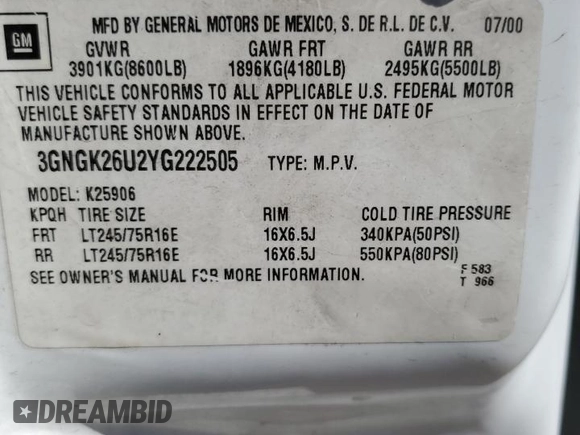 GM
MFD BY GENERAL MOTORS DE MEXICO, S. DE R.L. DE C.V. 07/00
GVWR GAWR FRT GAWR RR
3901KG(8600LB) 1896KG(4180LB) 2495KG(5500LB)
THIS VEHICLE CONFORMS TO ALL APPLICABLE U.S. FEDERAL MOTOR
VEHICLE SAFETY STANDARDS IN EFFECT ON THE DATE OF
MANUFACTURE SHOWN ABOVE.
3GNGK26U2YG222505 TYPE: M.P.V.
MODEL: K25906
KPQH TIRE SIZE RIM COLD TIRE PRESSURE
FRT LT245/75R16E 16X6.5J 340KPA(50PSI)
RR LT245/75R16E 16X6.5J 550KPA(80PSI)
SEE OWNER'S MANUAL FOR MORE INFORMATION.
F 583
T 966
DREAMBID